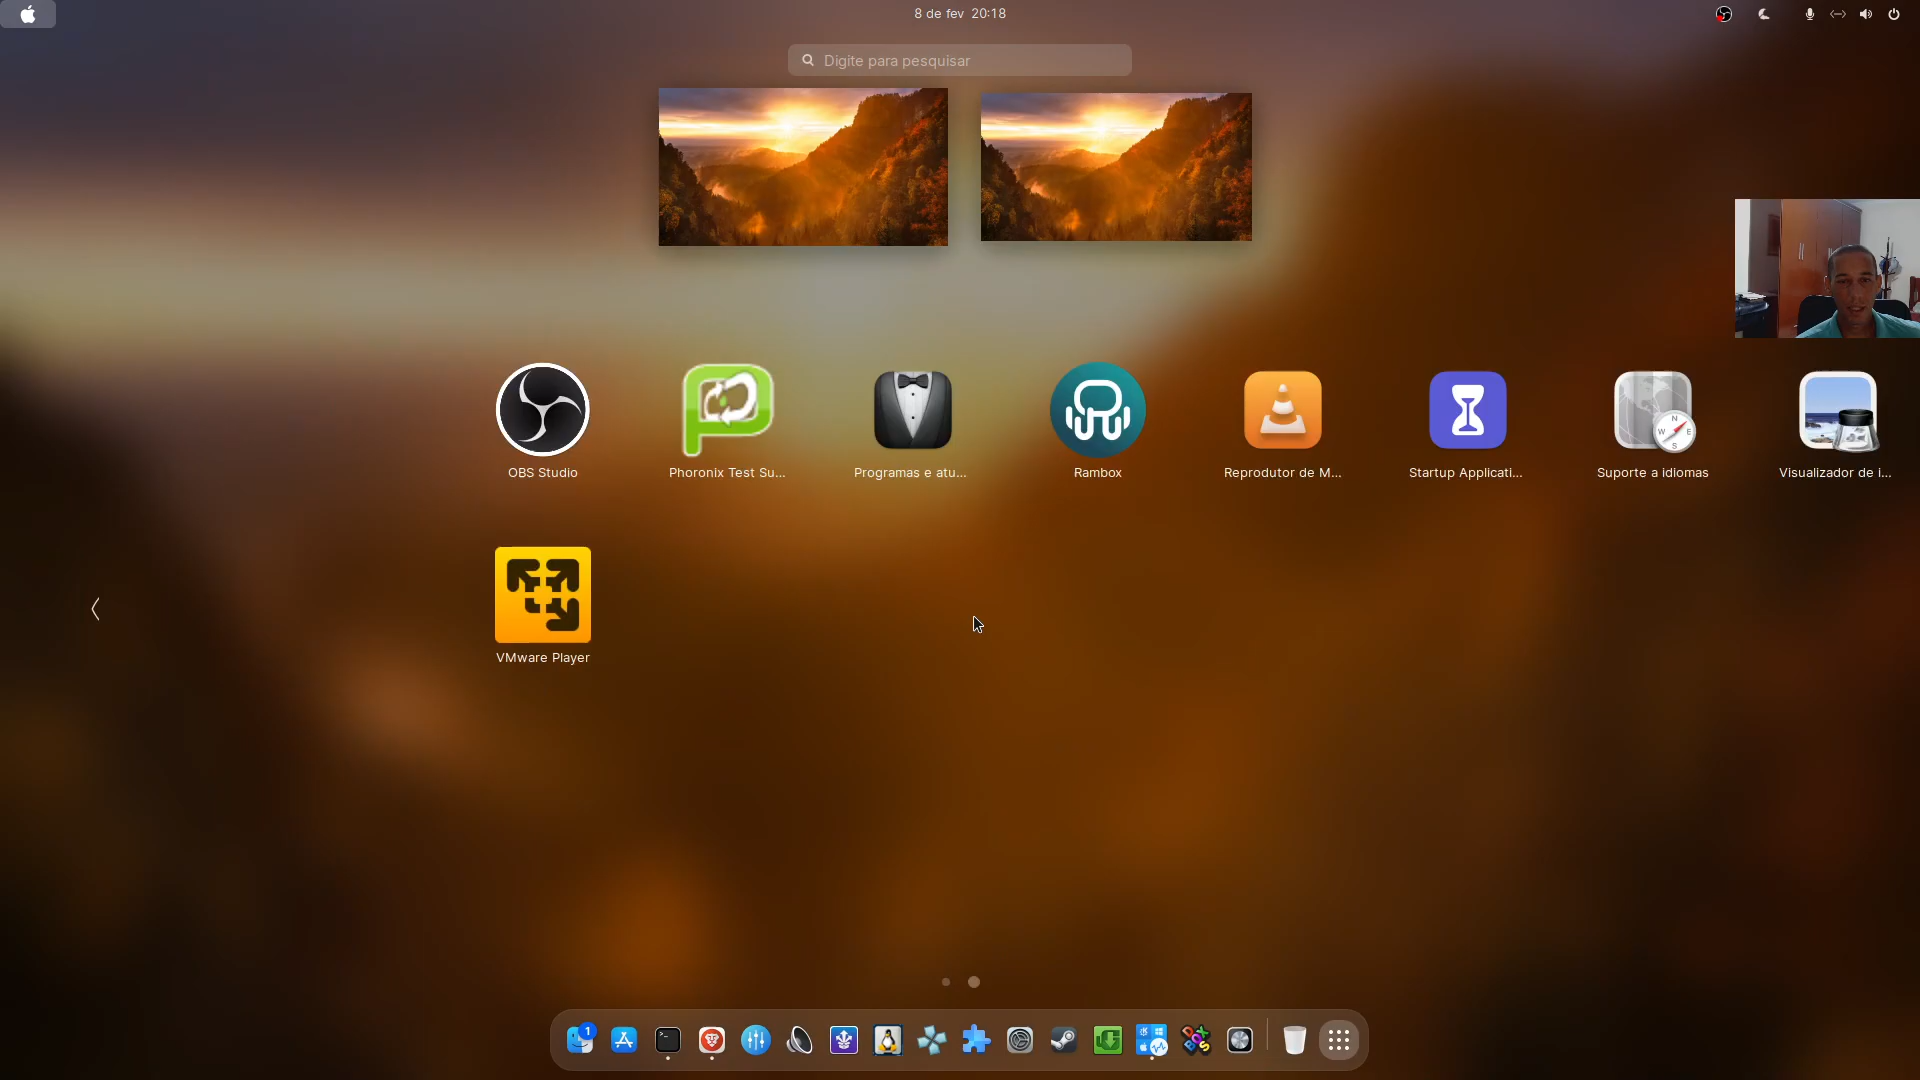 8 de fev 20:18
Digite para pesquisar
OBS Studio
Phoronix Test Su...
Programas e atu...
Rambox
Reprodutor de M...
Startup Applicati...
Suporte a idiomas
Visualizador de i...
VMware Player
1